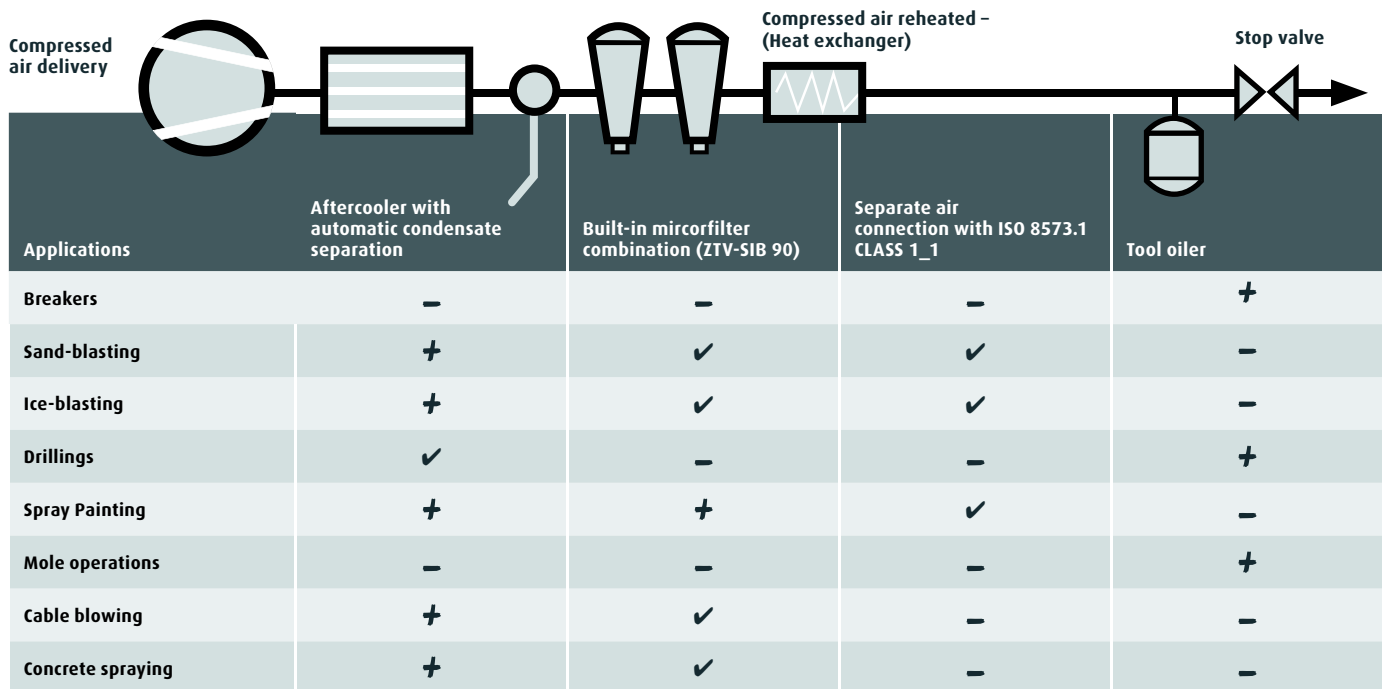 Compressed
air delivery
Compressed air reheated –
(Heat exchanger)
Stop valve
Applications
Aftercooler with
automatic condensate
separation
Built-in mircorfilter
combination (ZTV-SIB 90)
Separate air
connection with ISO 8573.1
CLASS 1_1
Tool oiler
Breakers – – – +
Sand-blasting + ✓ ✓ –
Ice-blasting + ✓ ✓ –
Drillings ✓ – – +
Spray Painting + + ✓ –
Mole operations – – – +
Cable blowing + ✓ – –
Concrete spraying + ✓ – –